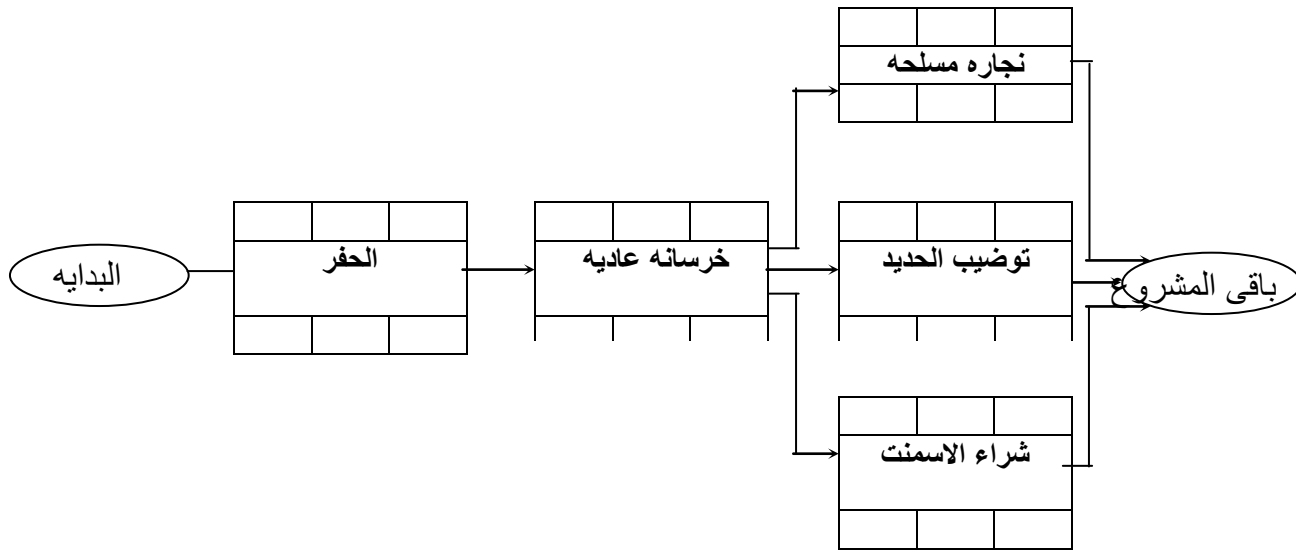 نجاره مسلحه
البدايه
الحفر
خرسانه عاديه
توضيب الحديد
باقى المشروع
شراء الاسمنت